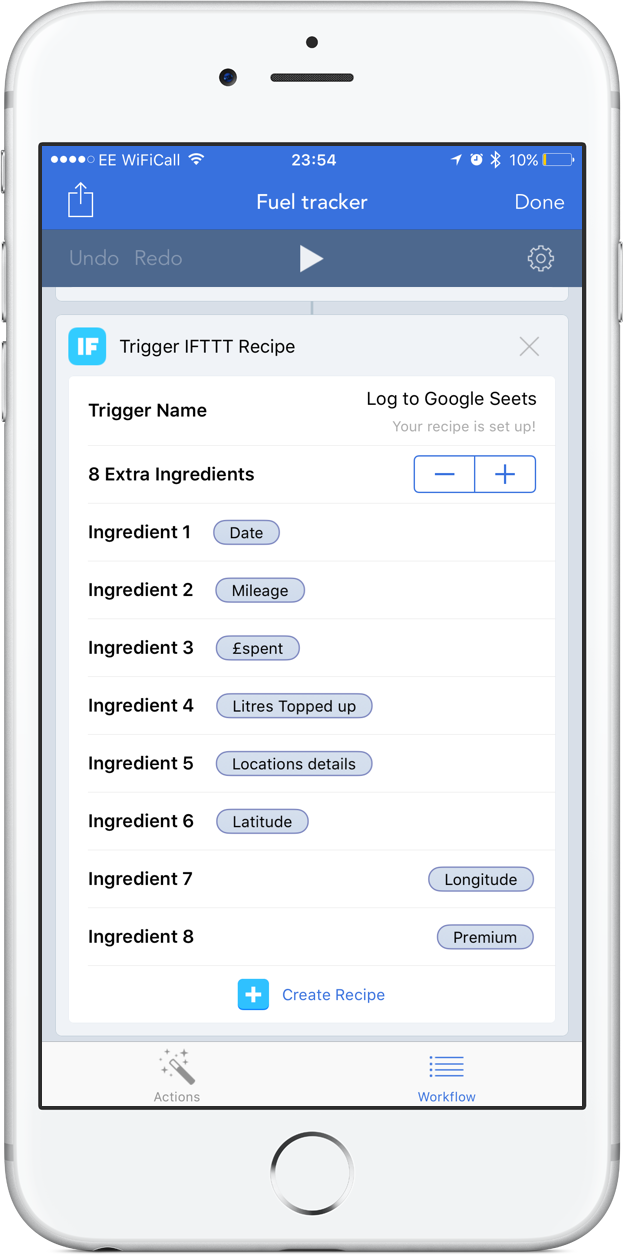 EE WiFiCall 23:54 10%
Fuel tracker Done
Undo Redo
IF Trigger IFTTT Recipe
Trigger Name Log to Google Seets
Your recipe is set up!
8 Extra Ingredients
Ingredient 1 Date
Ingredient 2 Mileage
Ingredient 3 £spent
Ingredient 4 Litres Topped up
Ingredient 5 Locations details
Ingredient 6 Latitude
Ingredient 7 Longitude
Ingredient 8 Premium
Create Recipe
Actions Workflow